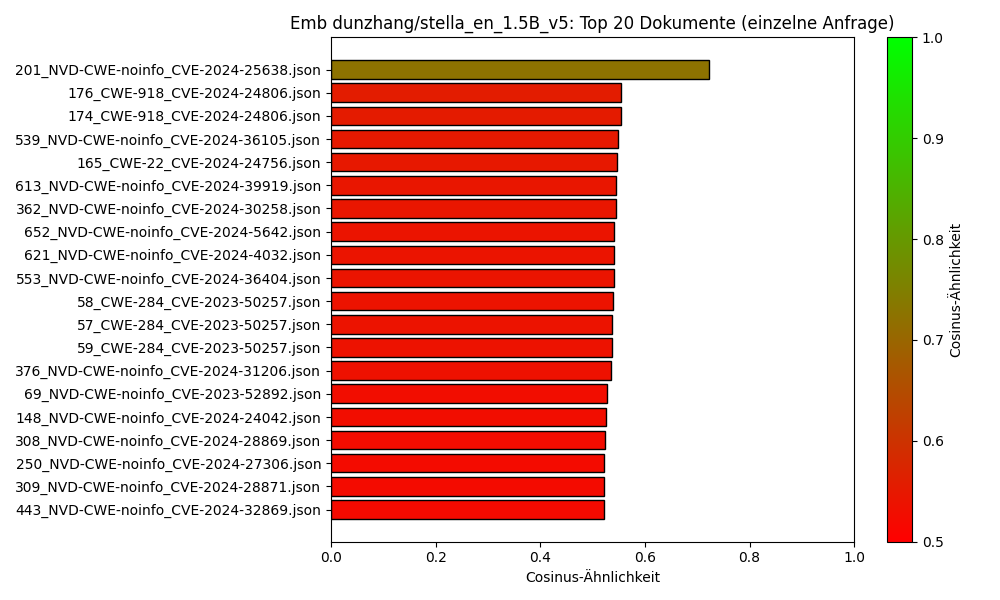 Emb dunzhang/stella_en_1.5B_v5: Top 20 Dokumente (einzelne Anfrage)
201_NVD-CWE-noinfo_CVE-2024-25638.json
176_CWE-918_CVE-2024-24806.json
174_CWE-918_CVE-2024-24806.json
539_NVD-CWE-noinfo_CVE-2024-36105.json
165_CWE-22_CVE-2024-24756.json
613_NVD-CWE-noinfo_CVE-2024-39919.json
362_NVD-CWE-noinfo_CVE-2024-30258.json
652_NVD-CWE-noinfo_CVE-2024-5642.json
621_NVD-CWE-noinfo_CVE-2024-4032.json
553_NVD-CWE-noinfo_CVE-2024-36404.json
58_CWE-284_CVE-2023-50257.json
57_CWE-284_CVE-2023-50257.json
59_CWE-284_CVE-2023-50257.json
376_NVD-CWE-noinfo_CVE-2024-31206.json
69_NVD-CWE-noinfo_CVE-2023-52892.json
148_NVD-CWE-noinfo_CVE-2024-24042.json
308_NVD-CWE-noinfo_CVE-2024-28869.json
250_NVD-CWE-noinfo_CVE-2024-27306.json
309_NVD-CWE-noinfo_CVE-2024-28871.json
443_NVD-CWE-noinfo_CVE-2024-32869.json
0.0 0.2 0.4 0.6 0.8 1.0
Cosinus-Ähnlichkeit
1.0
0.9
0.8
0.7
0.6
0.5
Cosinus-Ähnlichkeit